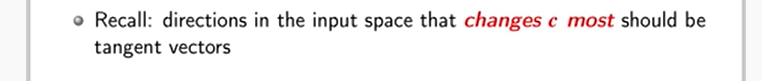 Recall: directions in the input space that changes c most should be
tangent vectors